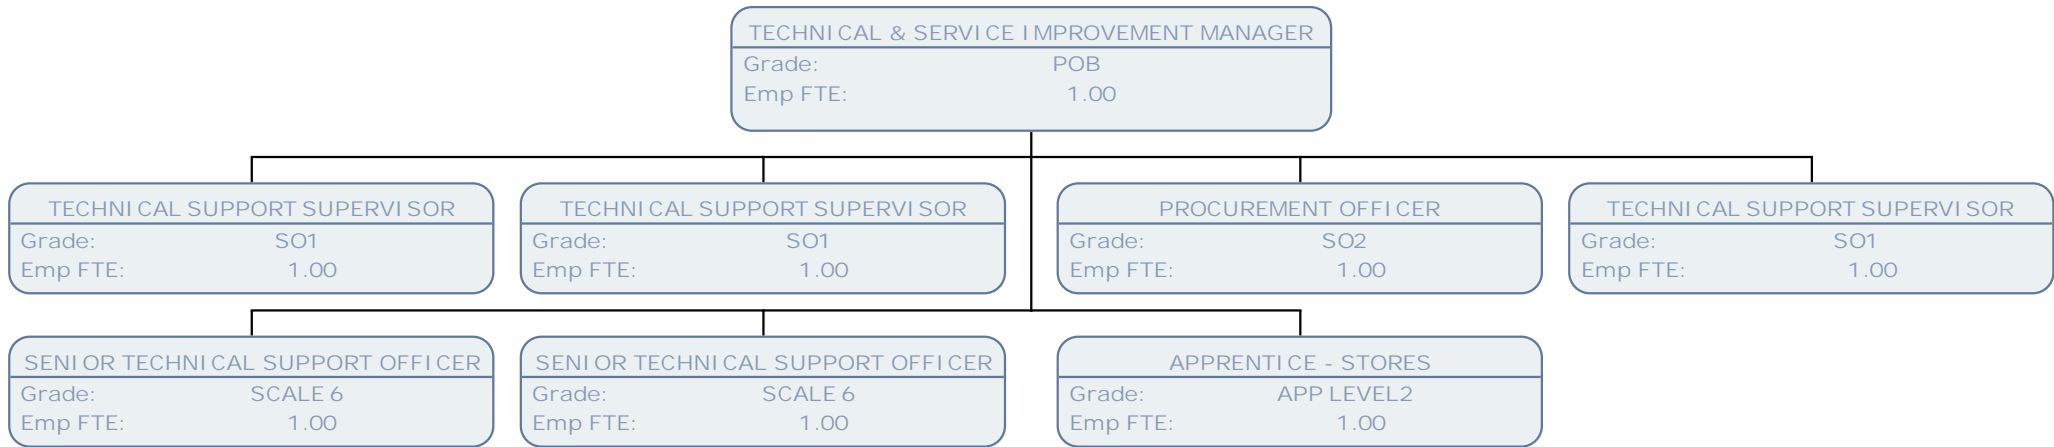 TECHNICAL & SERVICE IMPROVEMENT MANAGER
Grade: POB
Emp FTE: 1.00
TECHNICAL SUPPORT SUPERVISOR
Grade: SO1
Emp FTE: 1.00
TECHNICAL SUPPORT SUPERVISOR
Grade: SO1
Emp FTE: 1.00
PROCUREMENT OFFICER
Grade: SO2
Emp FTE: 1.00
TECHNICAL SUPPORT SUPERVISOR
Grade: SO1
Emp FTE: 1.00
SENIOR TECHNICAL SUPPORT OFFICER
Grade: SCALE 6
Emp FTE: 1.00
SENIOR TECHNICAL SUPPORT OFFICER
Grade: SCALE 6
Emp FTE: 1.00
APPRENTICE - STORES
Grade: APP LEVEL2
Emp FTE: 1.00